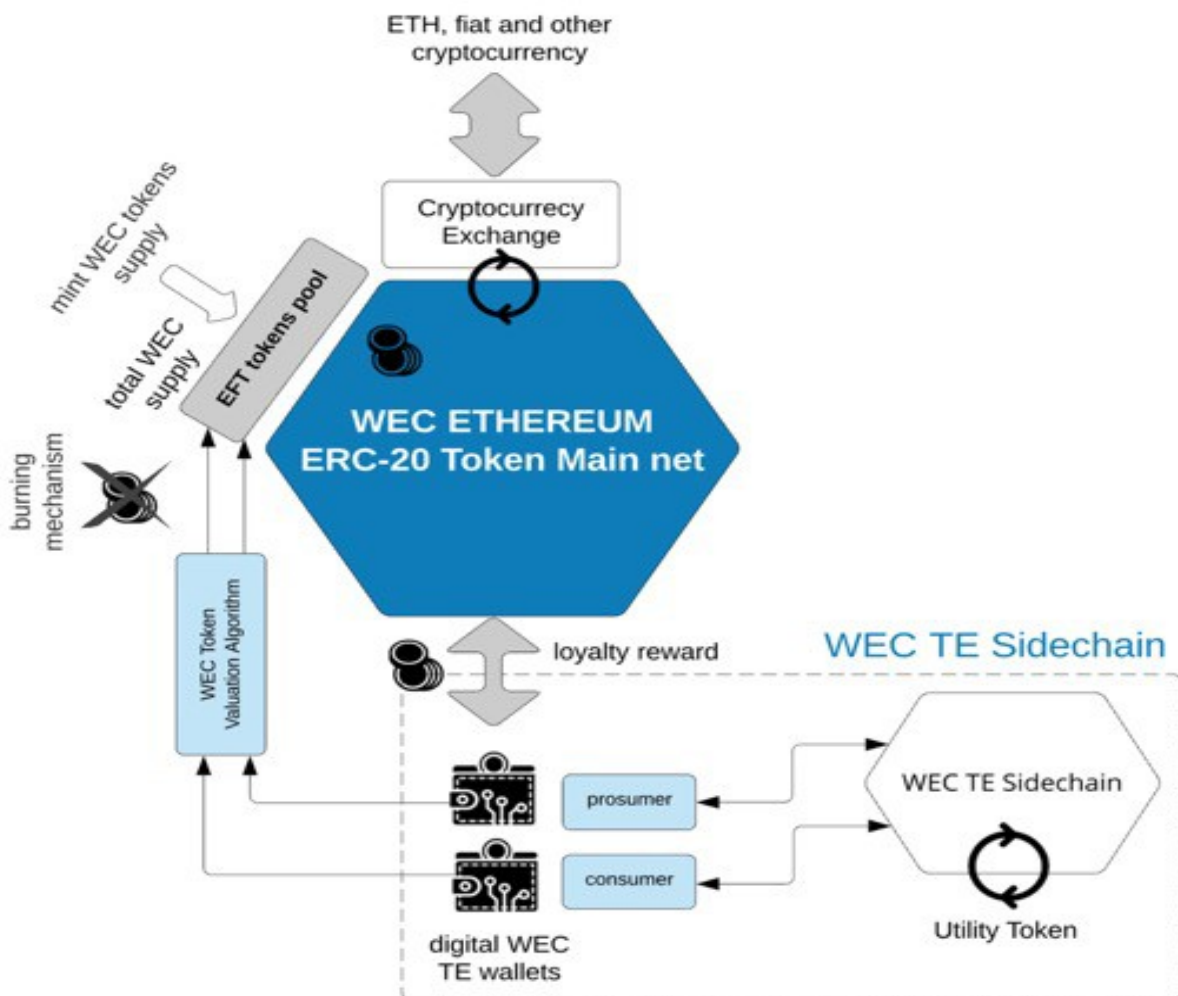 ETH, fiat and other
cryptocurrency
Cryptocurrecy
Exchange
mint WEC tokens
supply
total WEC
supply
EFT tokens pool
WEC ETHEREUM
ERC-20 Token Main net
burning
mechanism
WEC Token
Valuation Algorithm
loyalty reward
WEC TE Sidechain
prosumer
WEC TE Sidechain
consumer
Utility Token
digital WEC
TE wallets